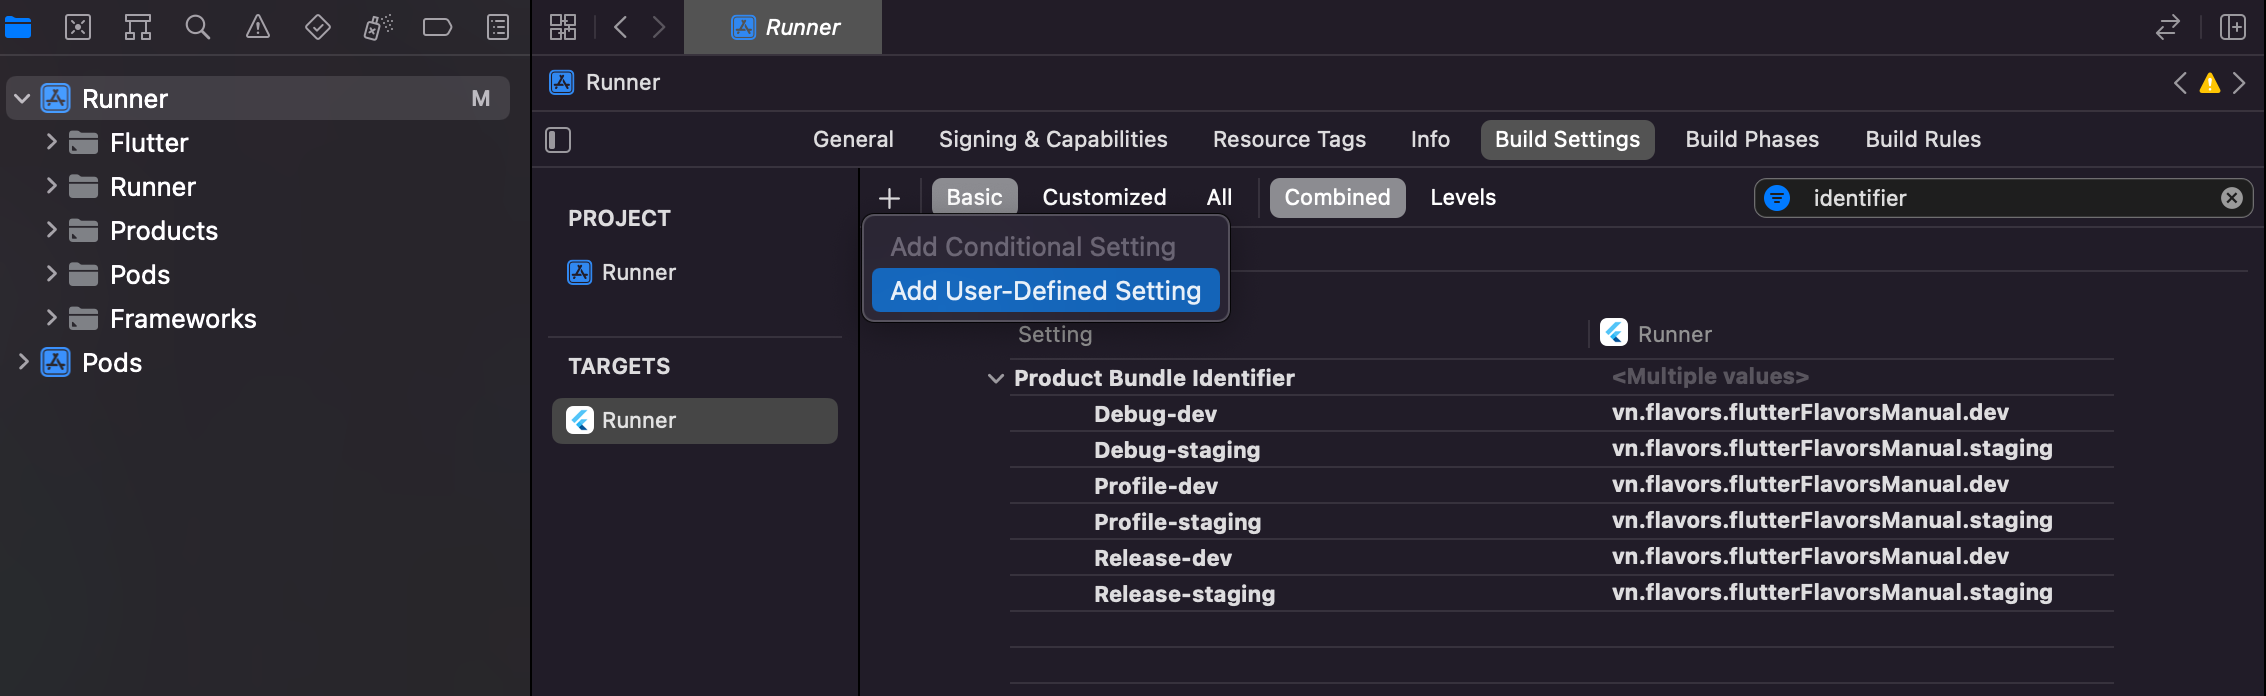 Runner
Runner
Runner M
Flutter
Runner
Products
Pods
Frameworks
Pods
General Signing & Capabilities Resource Tags Info Build Settings Build Phases Build Rules
PROJECT
Runner
TARGETS
Runner
Basic Customized All Combined Levels identifier
Add Conditional Setting
Add User-Defined Setting
Setting Runner
Product Bundle Identifier <Multiple values>
Debug-dev vn.flavors.flutterFlavorsManual.dev
Debug-staging vn.flavors.flutterFlavorsManual.staging
Profile-dev vn.flavors.flutterFlavorsManual.dev
Profile-staging vn.flavors.flutterFlavorsManual.staging
Release-dev vn.flavors.flutterFlavorsManual.dev
Release-staging vn.flavors.flutterFlavorsManual.staging